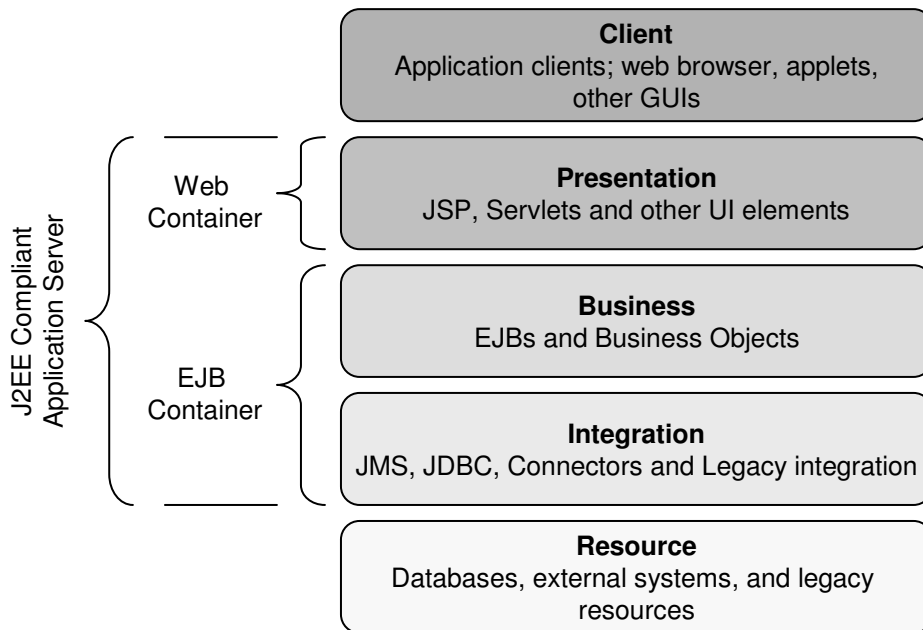 Client
Application clients; web browser, applets,
other GUIs
Web
Container
Presentation
JSP, Servlets and other UI elements
J2EE Compliant
Application Server
Business
EJBs and Business Objects
EJB
Container
Integration
JMS, JDBC, Connectors and Legacy integration
Resource
Databases, external systems, and legacy
resources